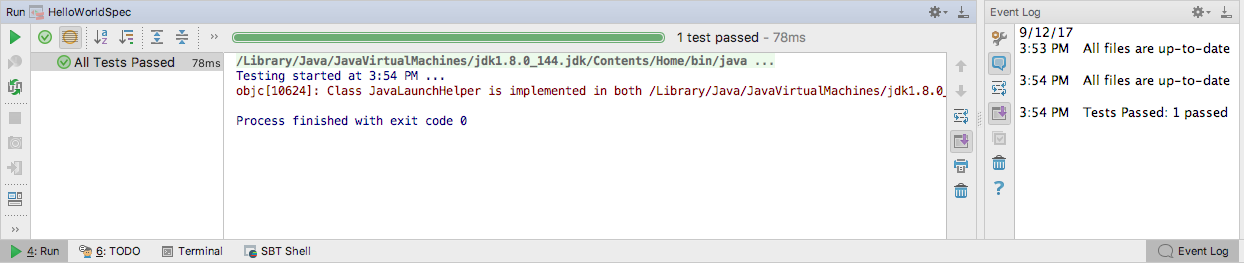 Run HelloWorldSpec
1 test passed - 78ms
All Tests Passed 78ms
/Library/Java/JavaVirtualMachines/jdk1.8.0_144.jdk/Contents/Home/bin/java ...
Testing started at 3:54 PM ...
objc[10624]: Class JavaLaunchHelper is implemented in both /Library/Java/JavaVirtualMachines/jdk1.8.0_
Process finished with exit code 0
Event Log
9/12/17
3:53 PM All files are up-to-date
3:54 PM All files are up-to-date
3:54 PM Tests Passed: 1 passed
4: Run 6: TODO Terminal SBT Shell Event Log